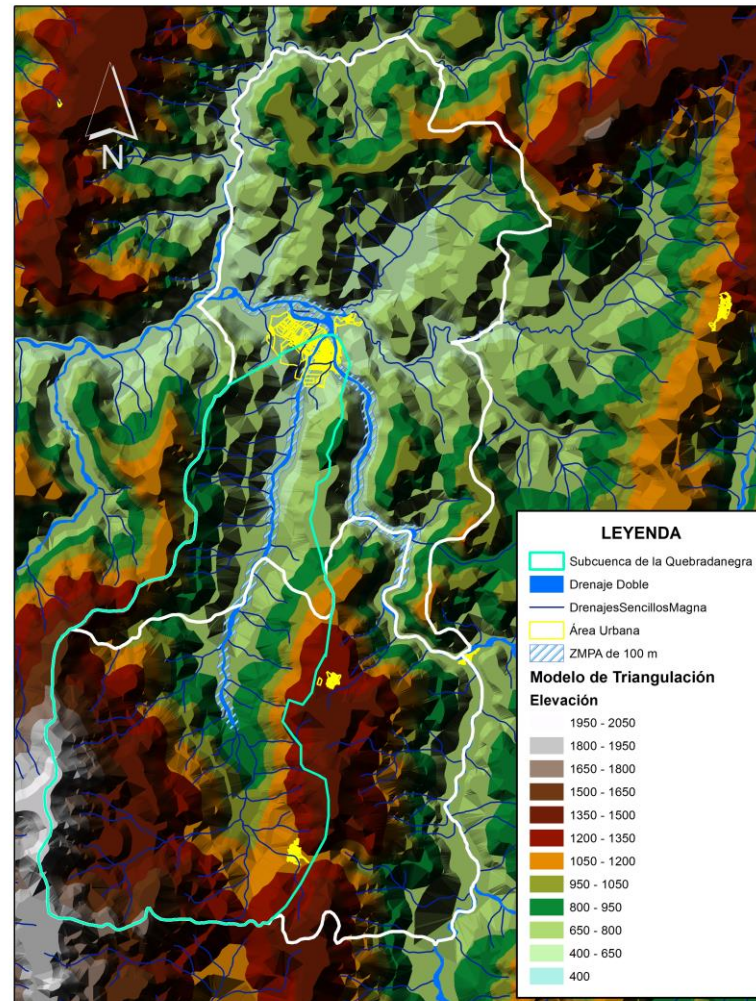 N
LEYENDA
Subcuenca de la Quebradanegra
Drenaje Doble
DrenajesSencillosMagna
Área Urbana
ZMPA de 100 m
Modelo de Triangulación
Elevación
1950 - 2050
1800 - 1950
1650 - 1800
1500 - 1650
1350 - 1500
1200 - 1350
1050 - 1200
950 - 1050
800 - 950
650 - 800
400 - 650
400